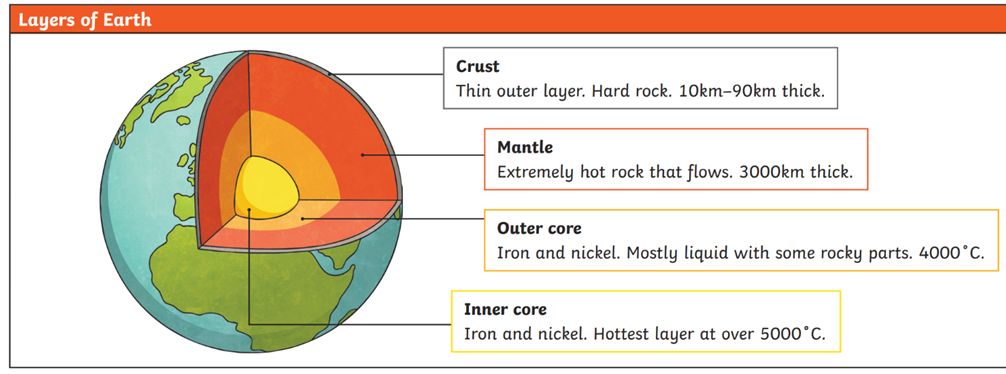 Layers of Earth
Crust
Thin outer layer. Hard rock. 10km–90km thick.
Mantle
Extremely hot rock that flows. 3000km thick.
Outer core
Iron and nickel. Mostly liquid with some rocky parts. 4000˚C.
Inner core
Iron and nickel. Hottest layer at over 5000˚C.